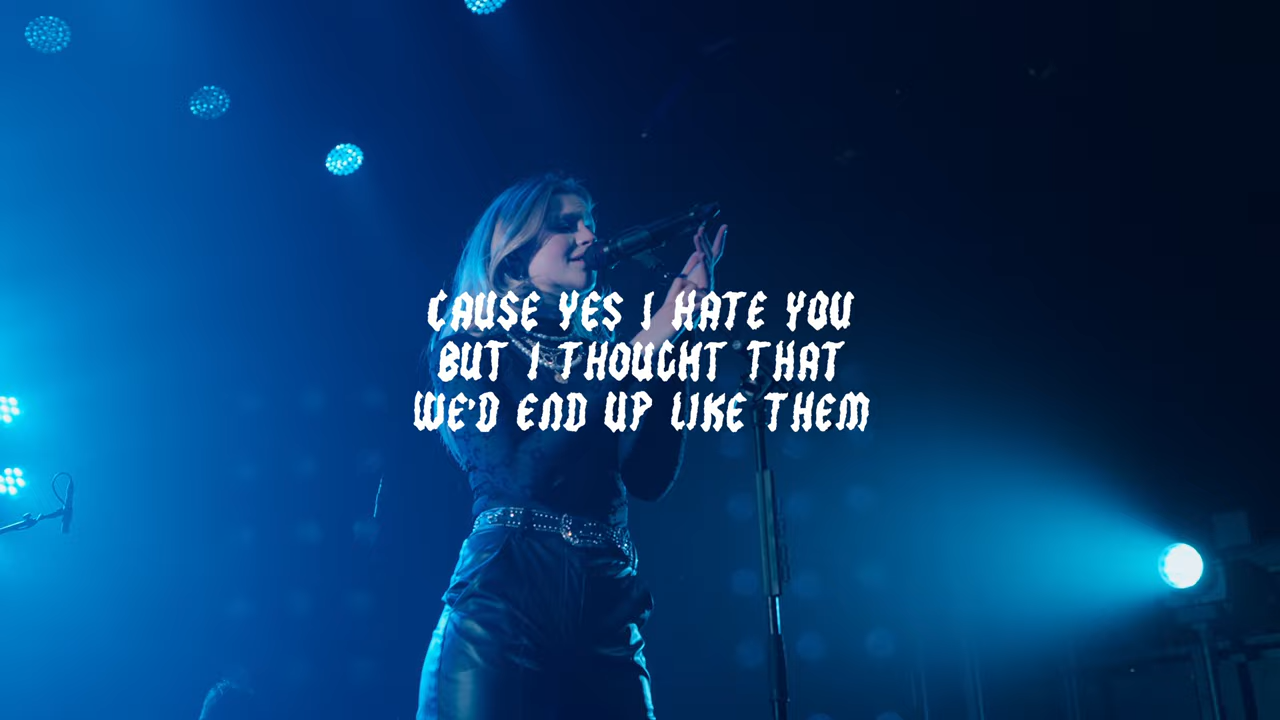 CAUSE YES I HATE YOU
BUT I THOUGHT THAT
WE'D END UP LIKE THEM